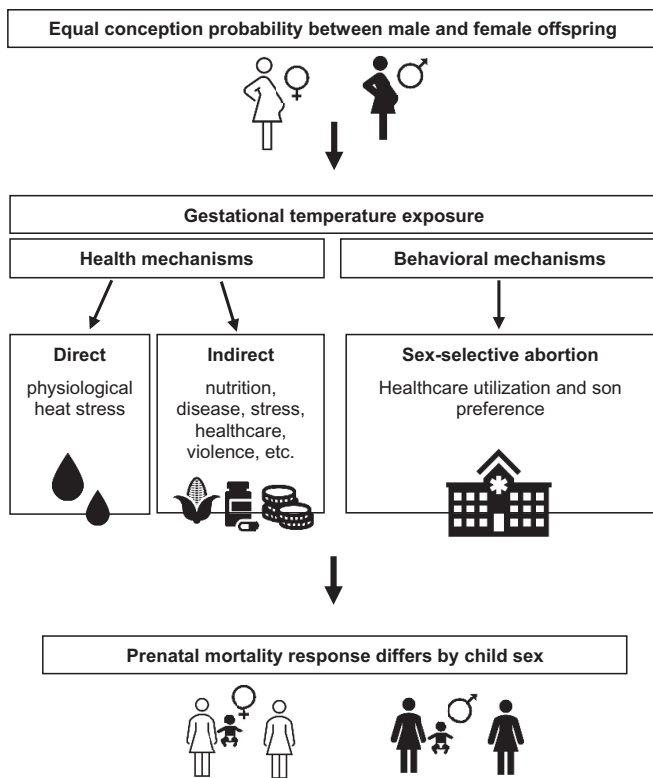 Equal conception probability between male and female offspring
Gestational temperature exposure
Health mechanisms
Behavioral mechanisms
Direct
physiological
heat stress
Indirect
nutrition,
disease, stress,
healthcare,
violence, etc.
Sex-selective abortion
Healthcare utilization and son
preference
Prenatal mortality response differs by child sex